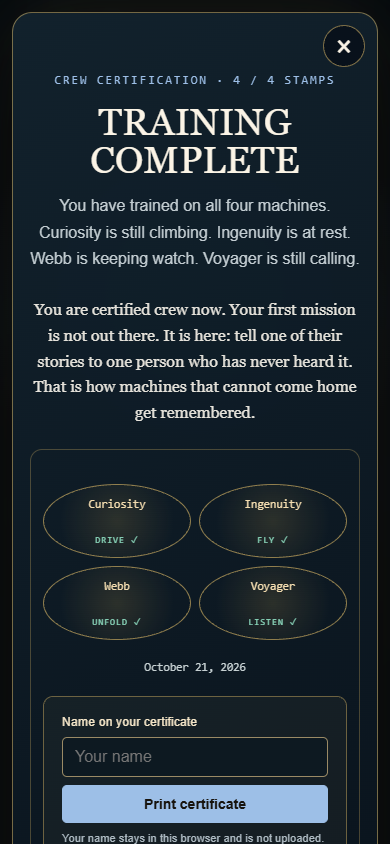 ×
CREW CERTIFICATION · 4 / 4 STAMPS
TRAINING
COMPLETE
You have trained on all four machines.
Curiosity is still climbing. Ingenuity is at rest.
Webb is keeping watch. Voyager is still calling.
You are certified crew now. Your first mission
is not out there. It is here: tell one of their
stories to one person who has never heard it.
That is how machines that cannot come home
get remembered.
Curiosity
DRIVE ✓
Ingenuity
FLY ✓
Webb
UNFOLD ✓
Voyager
LISTEN ✓
October 21, 2026
Name on your certificate
Your name
Print certificate
Your name stays in this browser and is not uploaded.